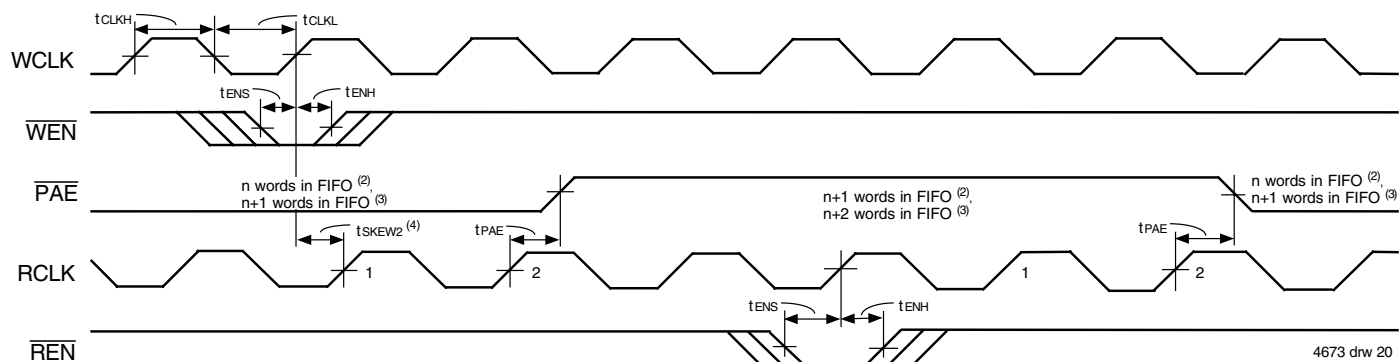 tCLKH
tCLKL
WCLK
tENS
tENH
WEN
PAE
n words in FIFO (2),
n+1 words in FIFO (3)
n+1 words in FIFO (2),
n+2 words in FIFO (3)
n words in FIFO (2),
n+1 words in FIFO (3)
tSKEW2 (4)
tPAE
tPAE
RCLK
1
2
1
2
tENS
tENH
REN
4673 drw 20